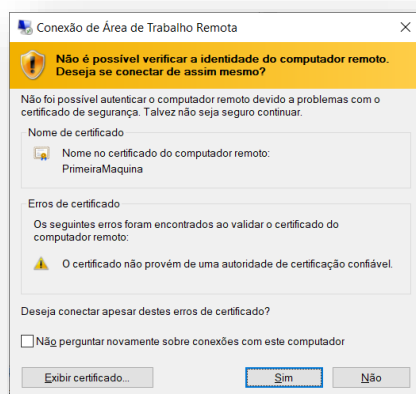 Conexão de Área de Trabalho Remota
Não é possível verificar a identidade do computador remoto.
Deseja se conectar de assim mesmo?
Não foi possível autenticar o computador remoto devido a problemas com o
certificado de segurança. Talvez não seja seguro continuar.
Nome de certificado
Nome no certificado do computador remoto:
PrimeiraMaquina
Erros de certificado
Os seguintes erros foram encontrados ao validar o certificado do
computador remoto:
O certificado não provém de uma autoridade de certificação confiável.
Deseja conectar apesar destes erros de certificado?
Não perguntar novamente sobre conexões com este computador
Exibir certificado...
Sim
Não